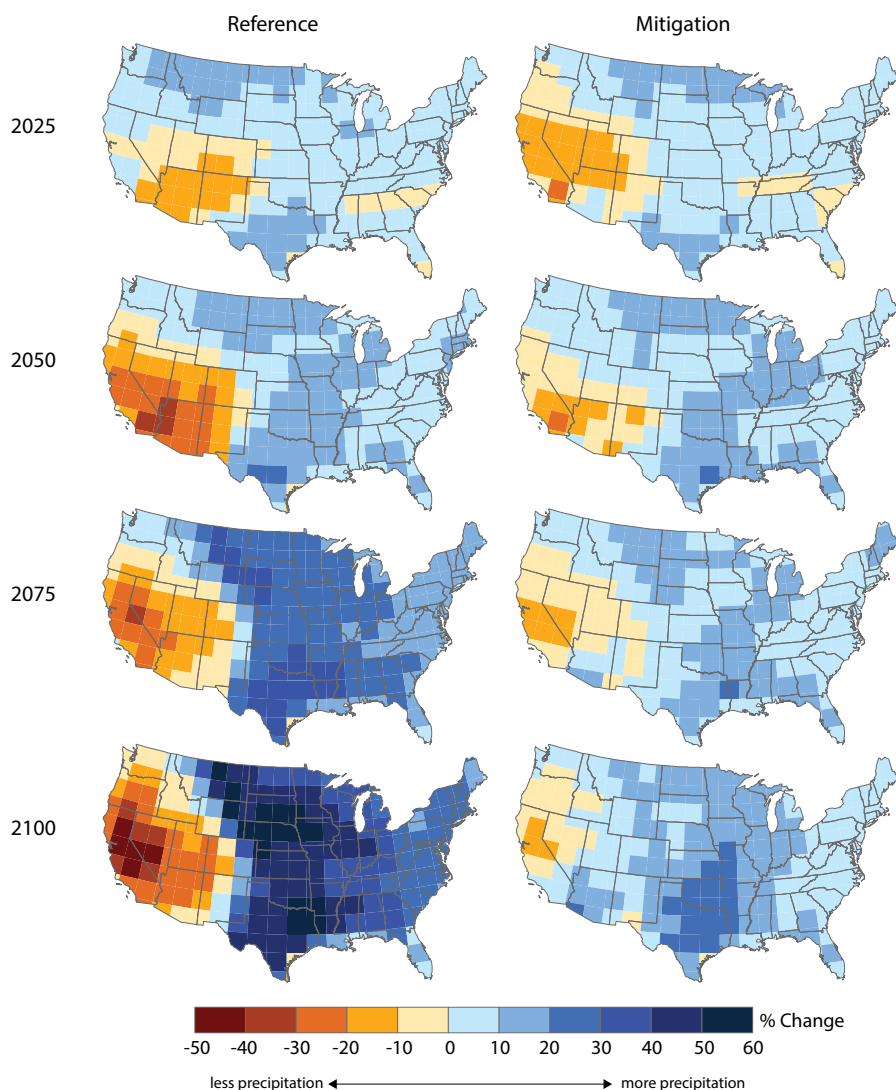 Reference Mitigation
2025
2050
2075
2100
% Change
-50 -40 -30 -20 -10 0 10 20 30 40 50 60
less precipitation more precipitation